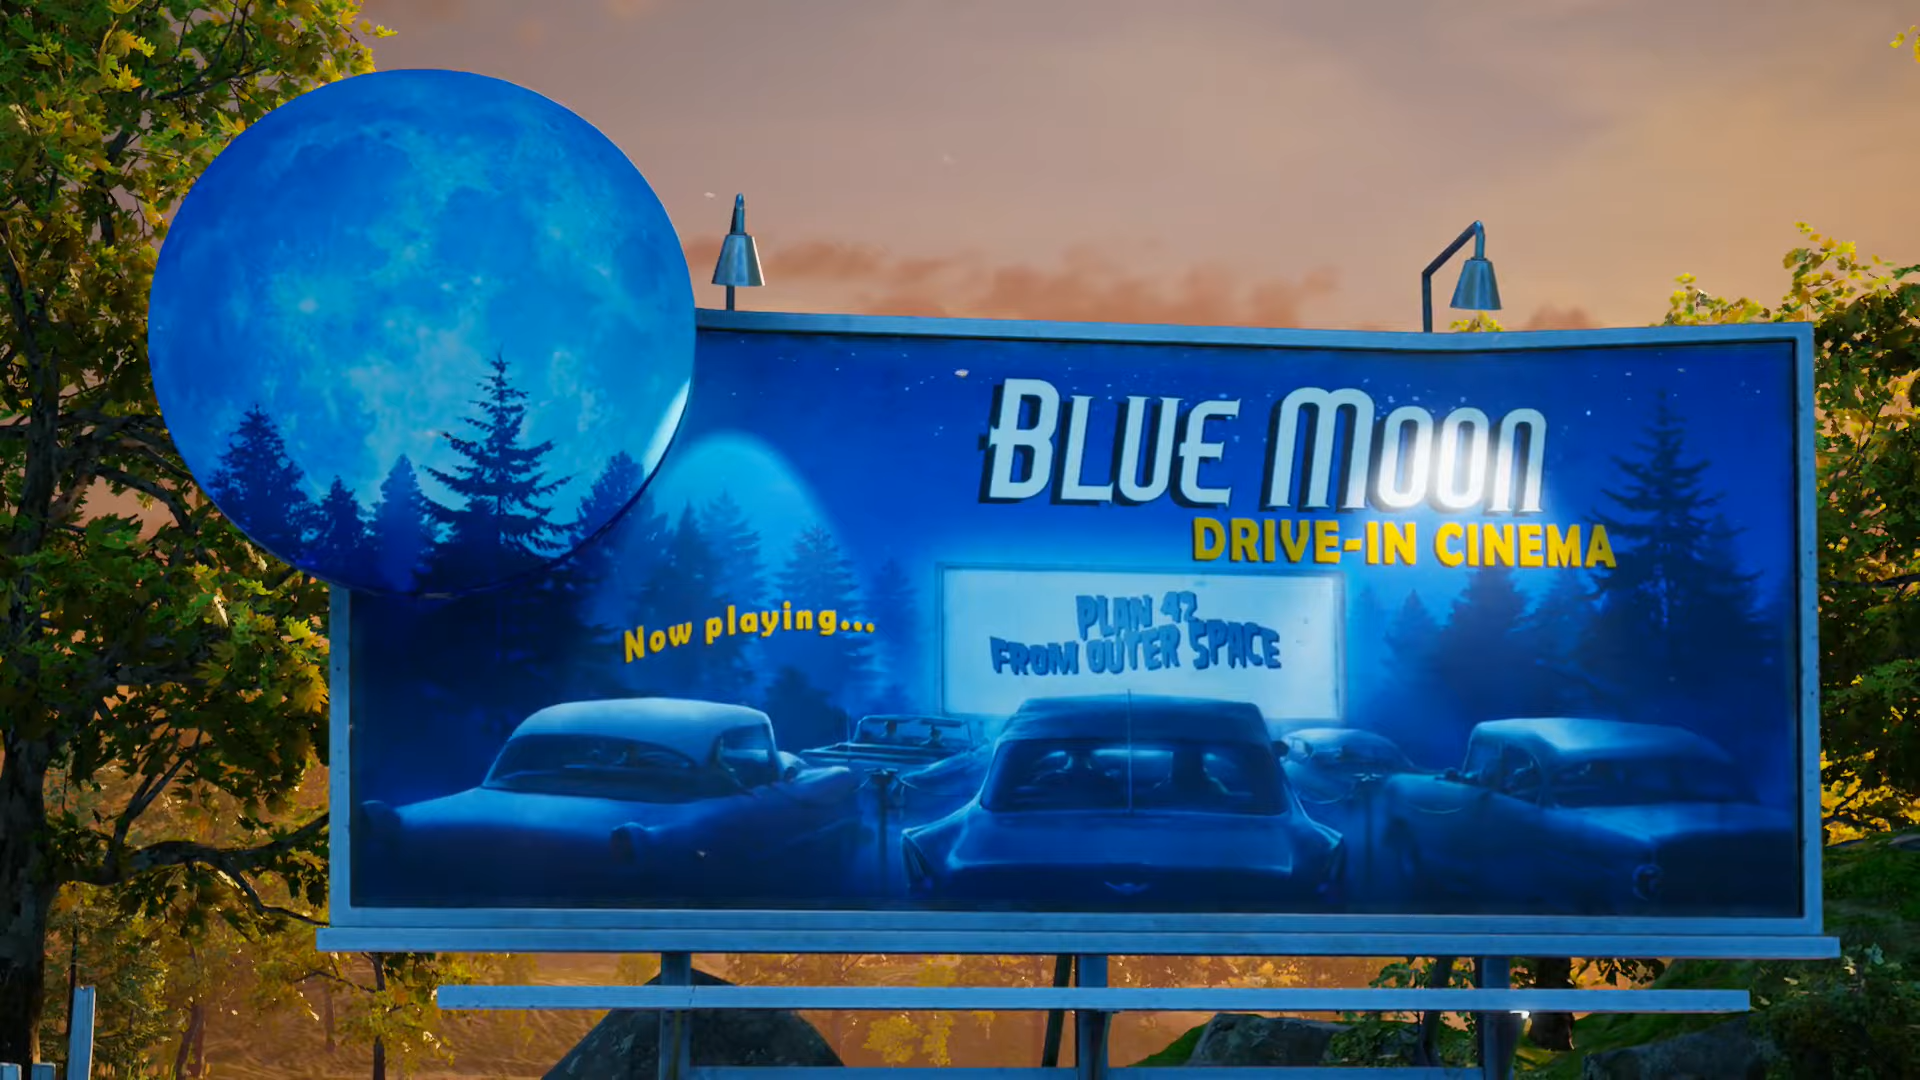 Blue Moon
DRIVE-IN CINEMA
Now playing...
PLAN 42
FROM OUTER SPACE